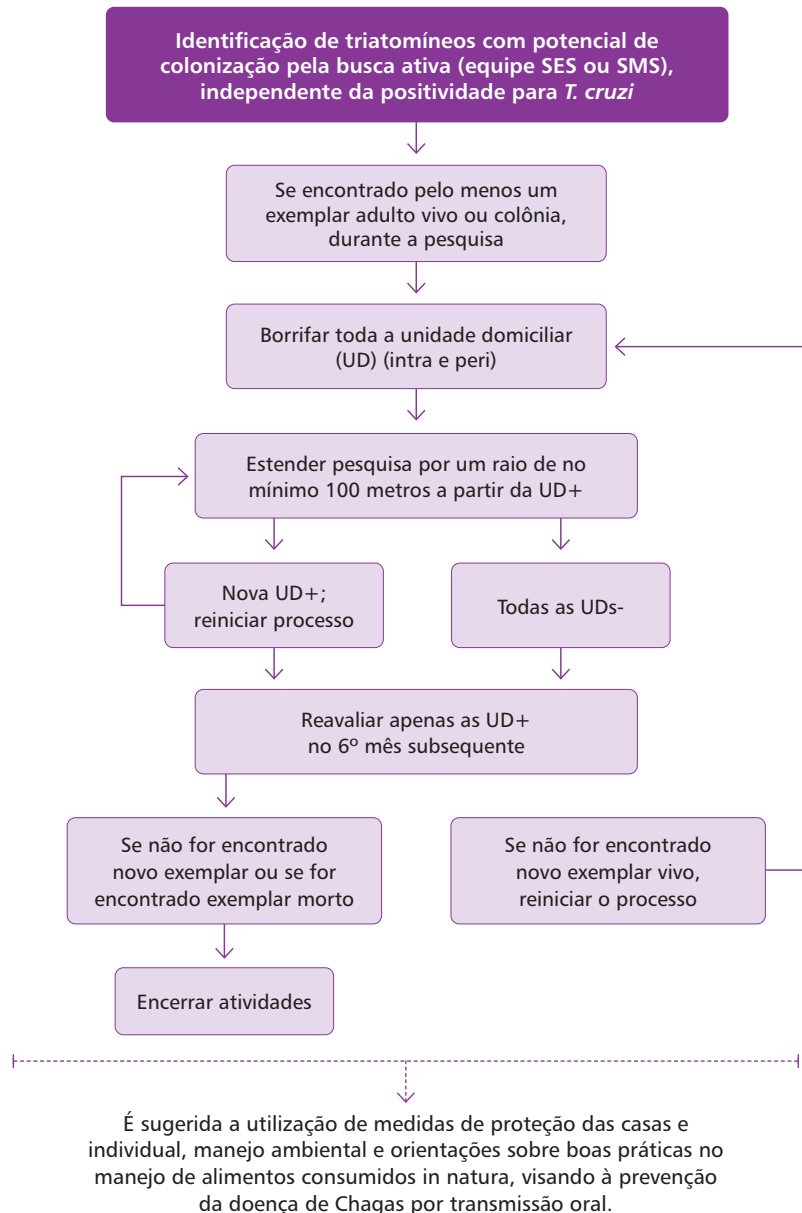 Identificação de triatomíneos com potencial de
colonização pela busca ativa (equipe SES ou SMS),
independente da positividade para T. cruzi
Se encontrado pelo menos um
exemplar adulto vivo ou colônia,
durante a pesquisa
Borrifar toda a unidade domiciliar
(UD) (intra e peri)
Estender pesquisa por um raio de no
mínimo 100 metros a partir da UD+
Nova UD+;
reiniciar processo
Todas as UDs-
Reavaliar apenas as UD+
no 6º mês subsequente
Se não for encontrado
novo exemplar ou se for
encontrado exemplar morto
Se não for encontrado
novo exemplar vivo,
reiniciar o processo
Encerrar atividades
É sugerida a utilização de medidas de proteção das casas e
individual, manejo ambiental e orientações sobre boas práticas no
manejo de alimentos consumidos in natura, visando à prevenção
da doença de Chagas por transmissão oral.